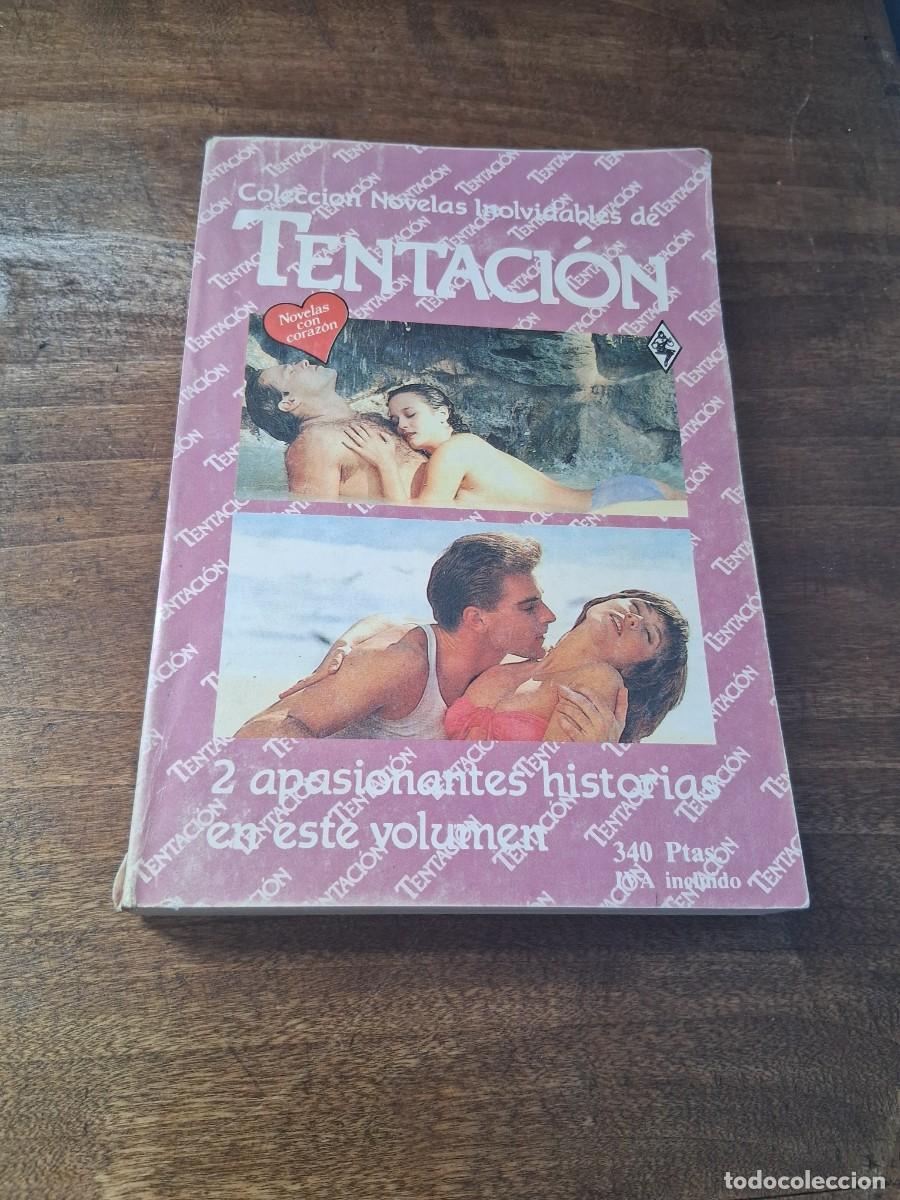 Coleccion Novelas Inolvidables de
TENTACIÓN
Novelas
con
corazón
2 apasionantes historias
en este volumen
340 Ptas.
IVA incluido
todocoleccion